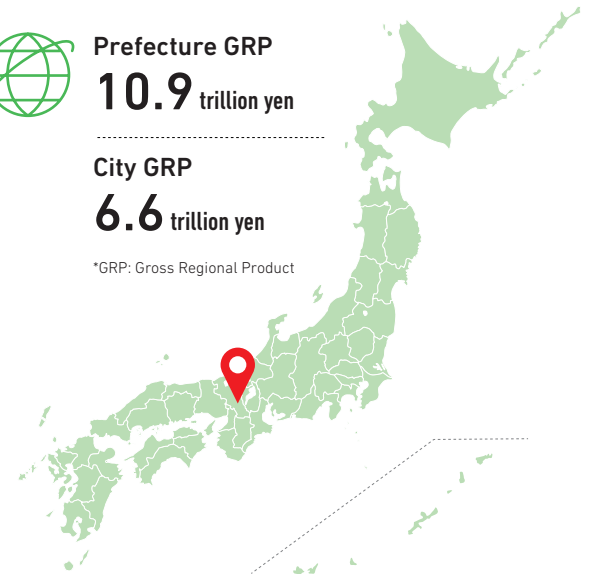 Prefecture GRP
10.9 trillion yen
City GRP
6.6 trillion yen
*GRP: Gross Regional Product